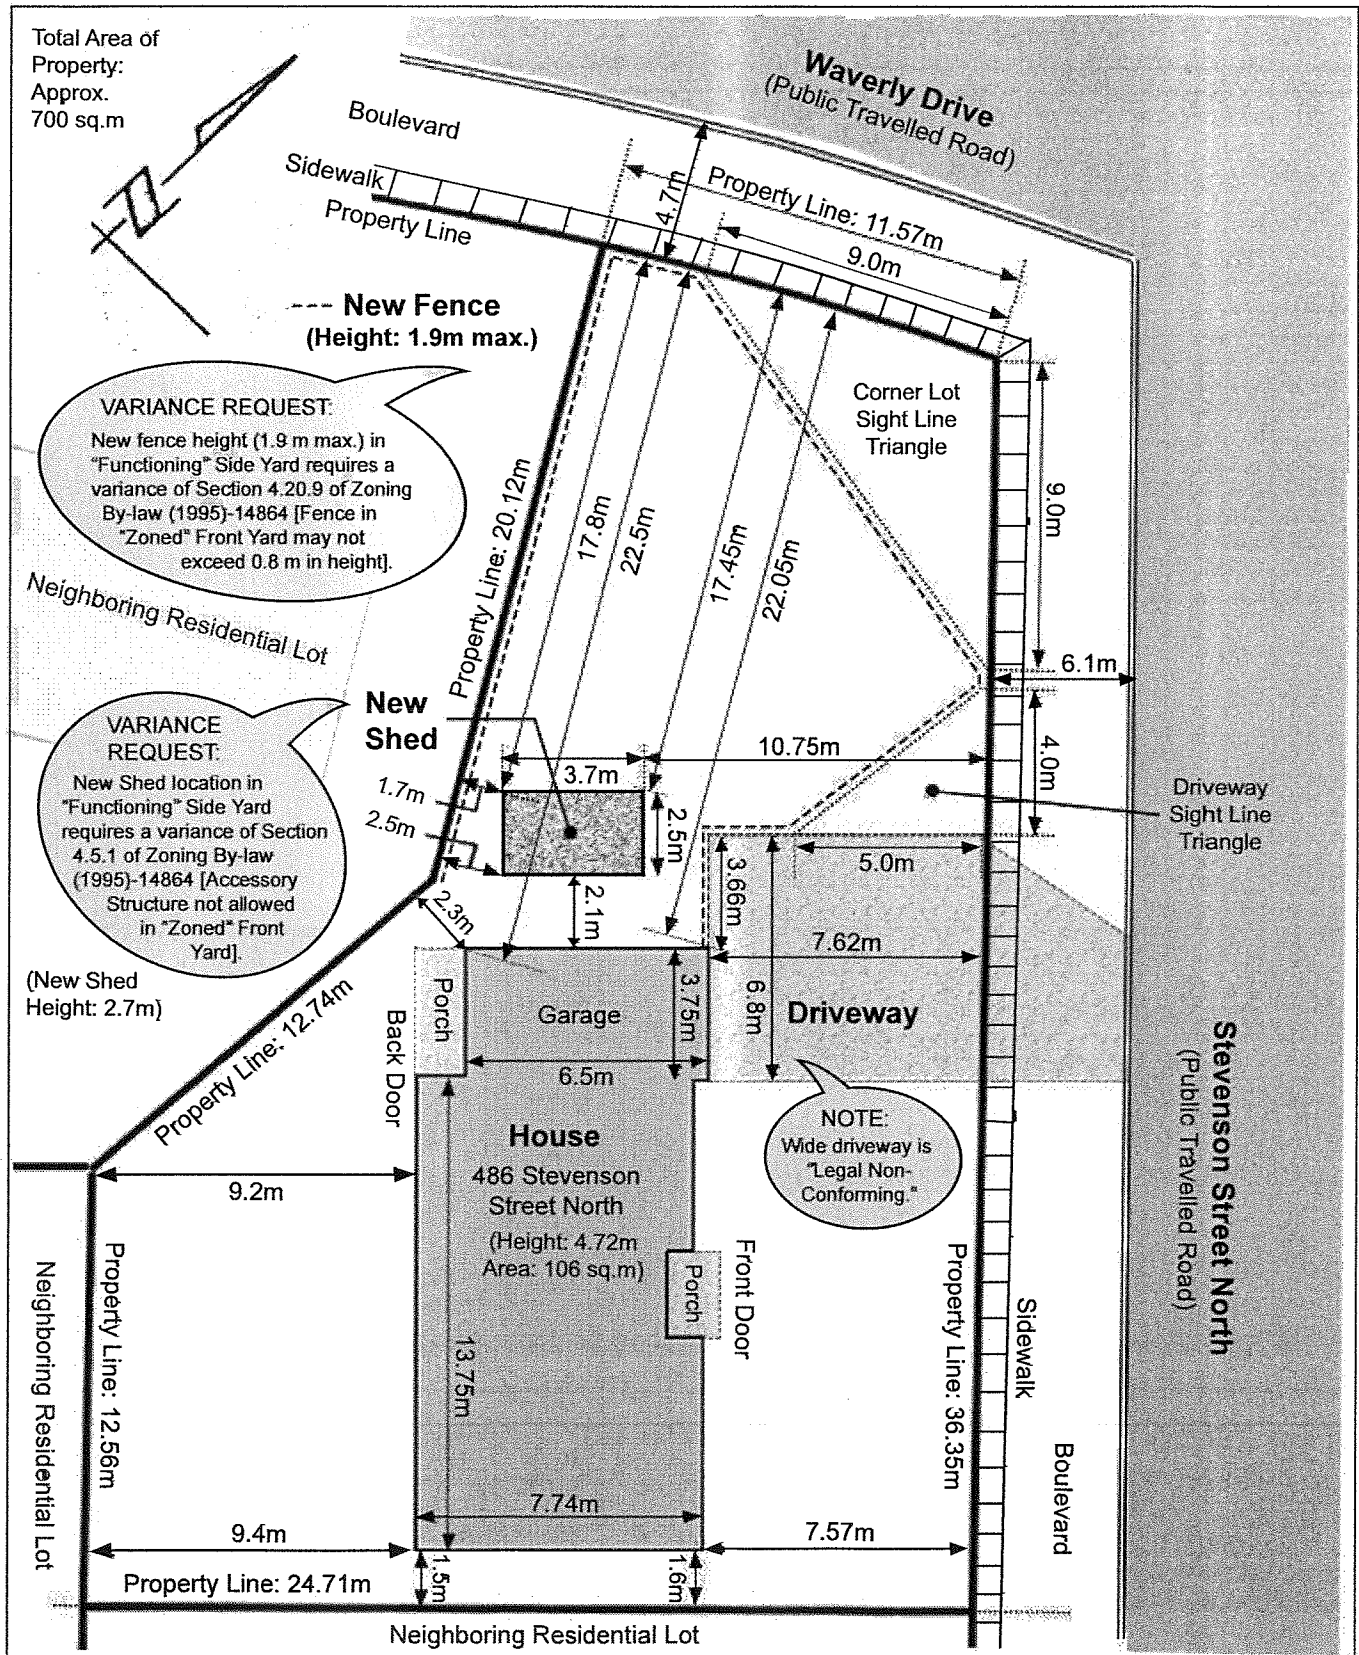 Total Area of
Property:
Approx.
700 sq.m
Waverly Drive
(Public Travelled Road)
Boulevard
Sidewalk
Property Line
4.7m
Property Line: 11.57m
9.0m
--- New Fence
(Height: 1.9m max.)
VARIANCE REQUEST:
New fence height (1.9 m max.) in
"Functioning" Side Yard requires a
variance of Section 4.20.9 of Zoning
By-law (1995)-14864 [Fence in
"Zoned" Front Yard may not
exceed 0.8 m in height].
Neighboring Residential Lot
Corner Lot
Sight Line
Triangle
9.0m
Property Line: 20.12m
17.8m
22.5m
17.45m
22.05m
6.1m
New
Shed
VARIANCE
REQUEST:
New Shed location in
"Functioning" Side Yard
requires a variance of Section
4.5.1 of Zoning By-law
(1995)-14864 [Accessory
Structure not allowed
in "Zoned" Front
Yard].
(New Shed
Height: 2.7m)
3.7m
10.75m
4.0m
1.7m
2.5m
2.5m
Driveway
Sight Line
Triangle
5.0m
3.66m
2.3m
2.1m
7.62m
6.8m
Driveway
Porch
Garage
3.75m
6.5m
Back Door
Property Line: 12.74m
NOTE:
Wide driveway is
"Legal Non-
Conforming."
House
486 Stevenson
Street North
(Height: 4.72m
Area: 106 sq.m)
9.2m
Porch
Front Door
Stevenson Street North
(Public Travelled Road)
Neighboring Residential Lot
Property Line: 12.56m
13.75m
Property Line: 36.35m
Sidewalk
Boulevard
7.74m
9.4m
7.57m
1.5m
1.6m
Property Line: 24.71m
Neighboring Residential Lot